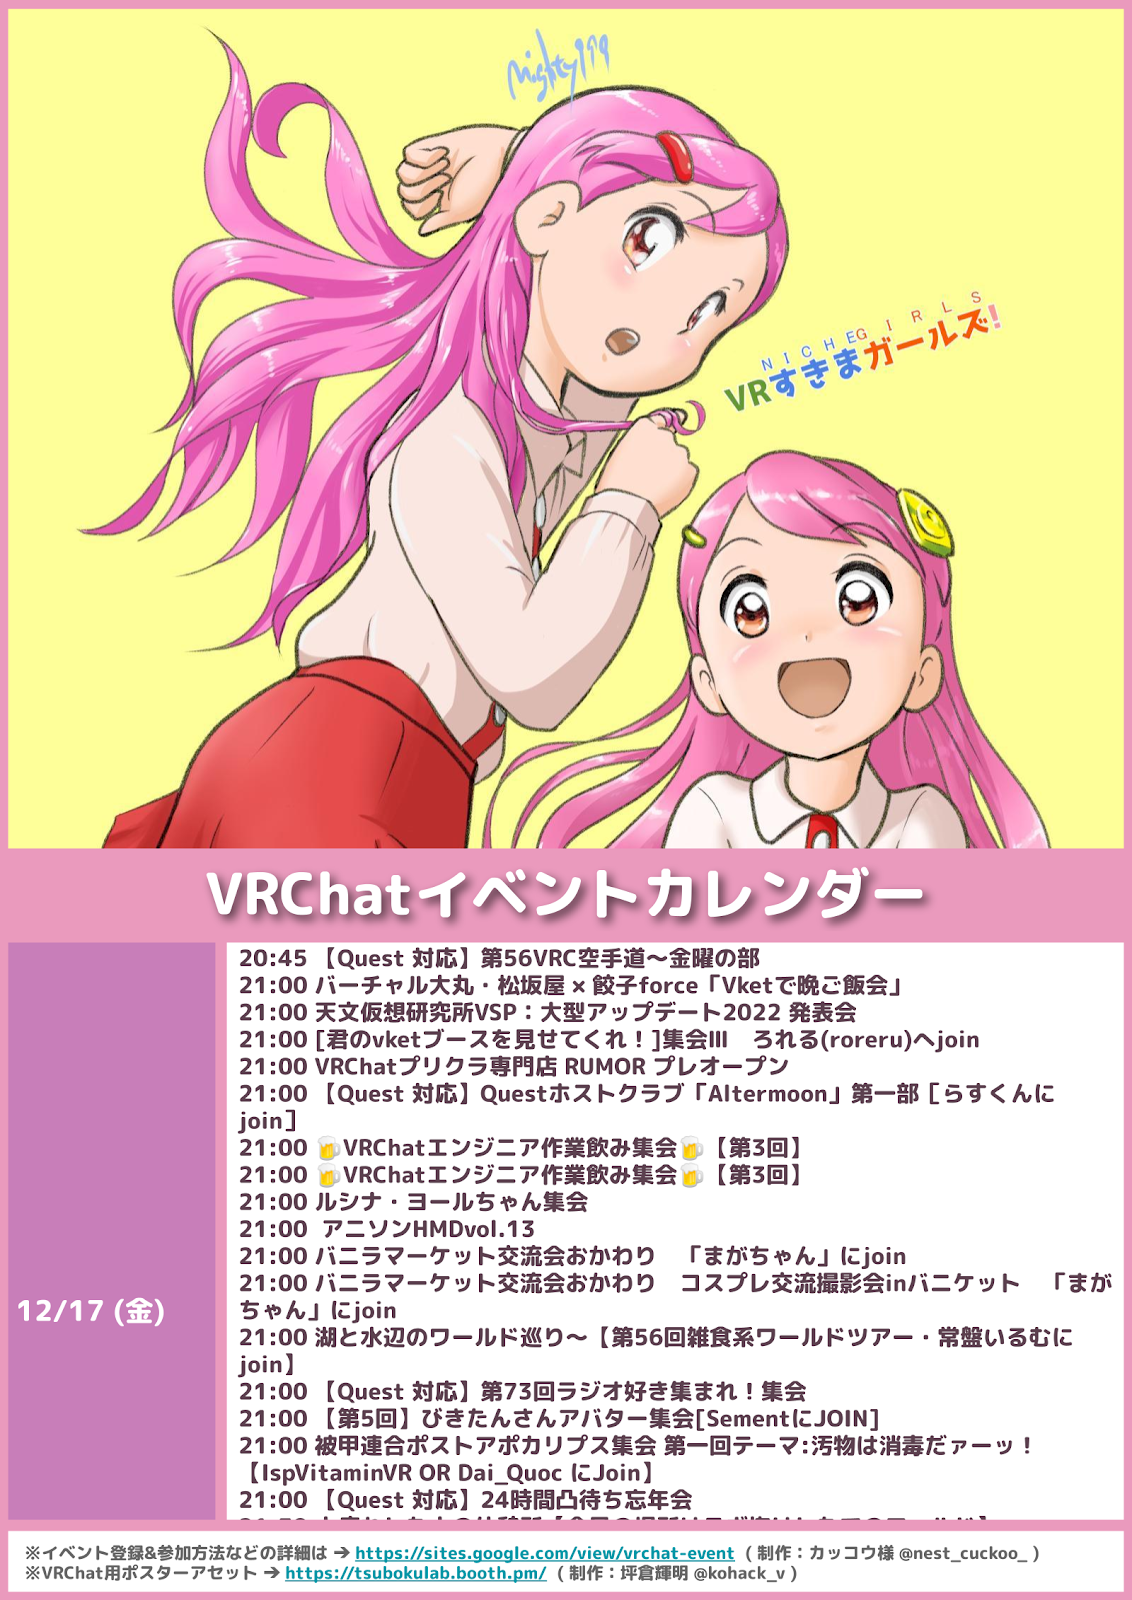 mighty199
NICHE GIRLS
VRすきまガールズ!
VRChatイベントカレンダー
12/17 (金)
20:45 【Quest 対応】第56VRC空手道～金曜の部
21:00 バーチャル大丸・松坂屋 × 餃子force「Vketで晩ご飯会」
21:00 天文仮想研究所VSP：大型アップデート2022 発表会
21:00 [君のvketブースを見せてくれ！]集会Ⅲ　ろれる(roreru)へjoin
21:00 VRChatプリクラ専門店 RUMOR プレオープン
21:00 【Quest 対応】Questホストクラブ「Altermoon」第一部［らすくんに
join］
21:00 🍺VRChatエンジニア作業飲み集会🍺【第3回】
21:00 🍺VRChatエンジニア作業飲み集会🍺【第3回】
21:00 ルシナ・ヨールちゃん集会
21:00 アニソンHMDvol.13
21:00 バニラマーケット交流会おかわり　「まがちゃん」にjoin
21:00 バニラマーケット交流会おかわり　コスプレ交流撮影会inバニケット　「まが
ちゃん」にjoin
21:00 湖と水辺のワールド巡り～【第56回雑食系ワールドツアー・常盤いるむに
join】
21:00 【Quest 対応】第73回ラジオ好き集まれ！集会
21:00 【第5回】びきたんさんアバター集会[SementにJOIN]
21:00 被甲連合ポストアポカリプス集会 第一回テーマ:汚物は消毒だァーッ！
【IspVitaminVR OR Dai_Quoc にJoin】
21:00 【Quest 対応】24時間凸待ち忘年会
※イベント登録&参加方法などの詳細は ➔ https://sites.google.com/view/vrchat-event ( 制作：カッコウ様 @nest_cuckoo_ )
※VRChat用ポスターアセット ➔ https://tsubokulab.booth.pm/ ( 制作：坪倉輝明 @kohack_v )